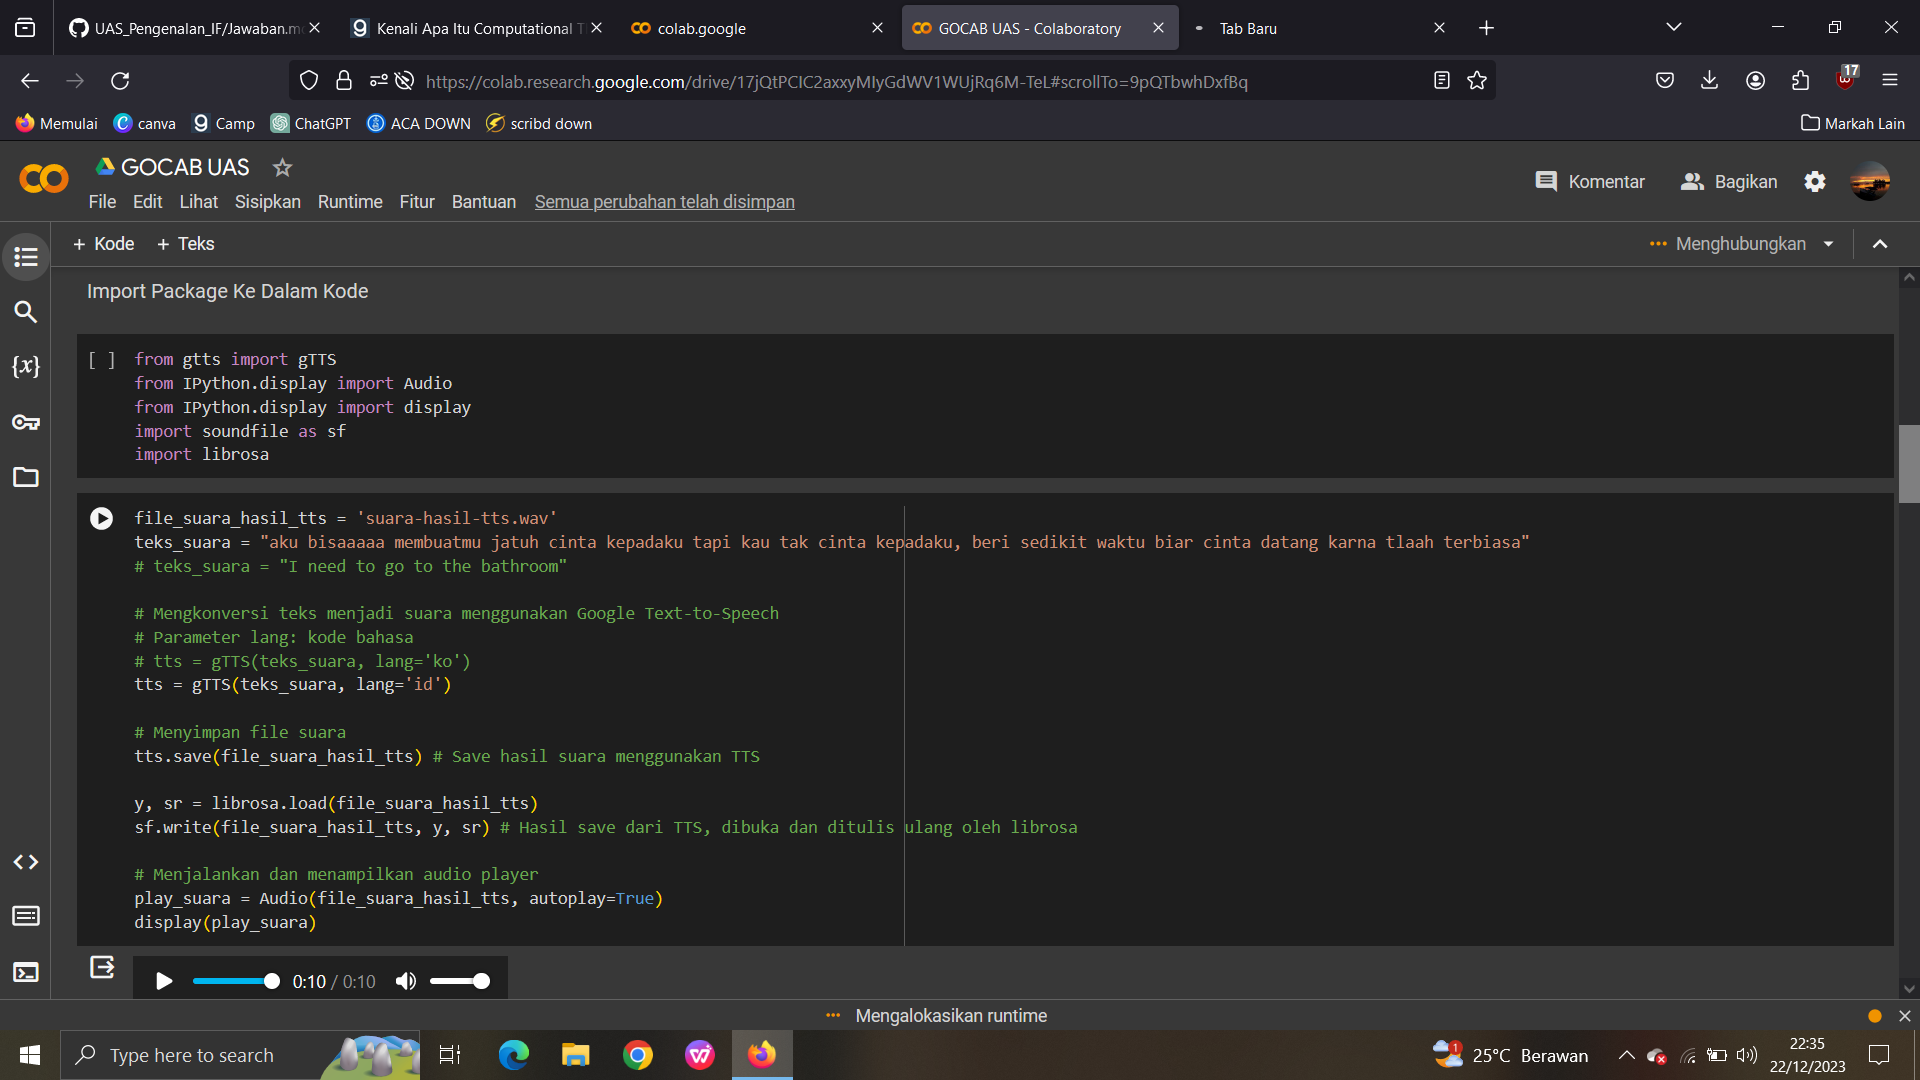 UAS_Pengenalan_IF/Jawaban.m
Kenali Apa Itu Computational T
colab.google
GOCAB UAS - Colaboratory
Tab Baru
https://colab.research.google.com/drive/17jQtPCIC2axxyMIyGdWV1WUjRq6M-TeL#scrollTo=9pQTbwhDxfBq
17
Memulai
canva
Camp
ChatGPT
ACA DOWN
scribd down
Markah Lain
GOCAB UAS
Komentar
Bagikan
File Edit Lihat Sisipkan Runtime Fitur Bantuan Semua perubahan telah disimpan
+ Kode + Teks
Menghubungkan
Import Package Ke Dalam Kode
[ ] from gtts import gTTS
from IPython.display import Audio
from IPython.display import display
import soundfile as sf
import librosa
file_suara_hasil_tts = 'suara-hasil-tts.wav'
teks_suara = "aku bisaaaaa membuatmu jatuh cinta kepadaku tapi kau tak cinta kepadaku, beri sedikit waktu biar cinta datang karna tlaah terbiasa"
# teks_suara = "I need to go to the bathroom"
# Mengkonversi teks menjadi suara menggunakan Google Text-to-Speech
# Parameter lang: kode bahasa
# tts = gTTS(teks_suara, lang='ko')
tts = gTTS(teks_suara, lang='id')
# Menyimpan file suara
tts.save(file_suara_hasil_tts) # Save hasil suara menggunakan TTS
y, sr = librosa.load(file_suara_hasil_tts)
sf.write(file_suara_hasil_tts, y, sr) # Hasil save dari TTS, dibuka dan ditulis ulang oleh librosa
# Menjalankan dan menampilkan audio player
play_suara = Audio(file_suara_hasil_tts, autoplay=True)
display(play_suara)
0:10 / 0:10
Mengalokasikan runtime
Type here to search
1
25°C Berawan
22:35
22/12/2023